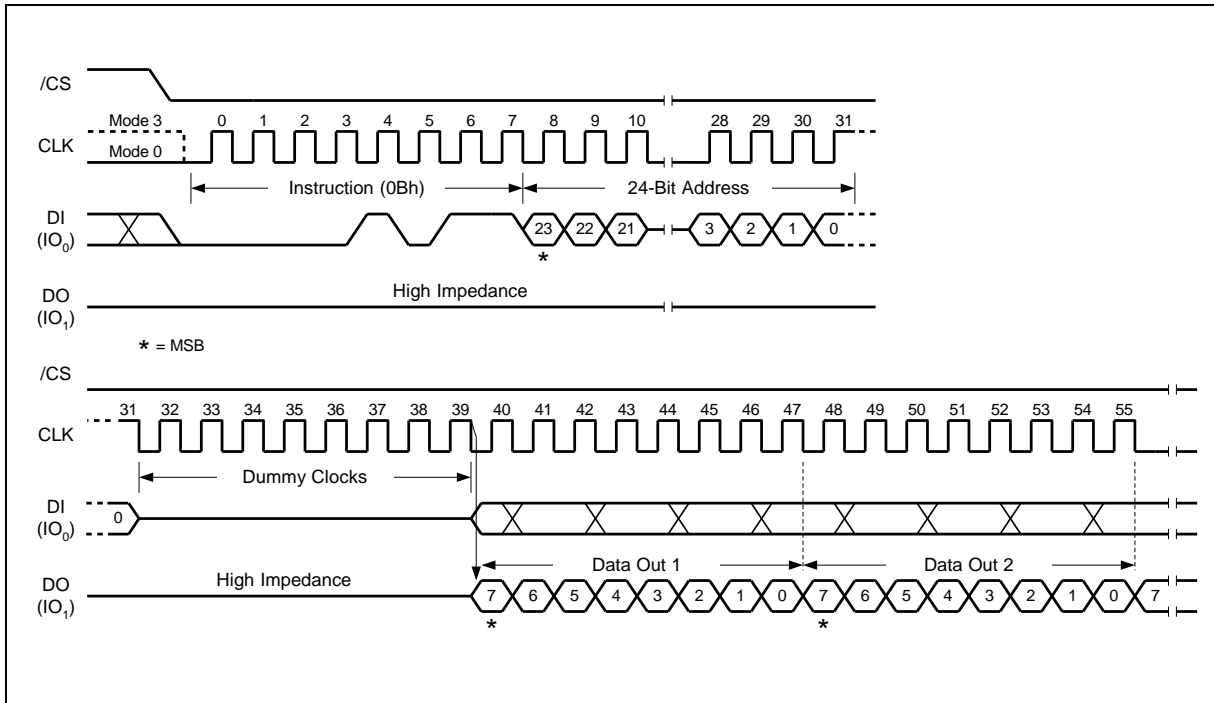 /CS
Mode 3 0 1 2 3 4 5 6 7 8 9 10 28 29 30 31
CLK
Mode 0
Instruction (0Bh) 24-Bit Address
DI
(IO0) 23 22 21 3 2 1 0
*
High Impedance
DO
(IO1)
* = MSB
/CS
31 32 33 34 35 36 37 38 39 40 41 42 43 44 45 46 47 48 49 50 51 52 53 54 55
CLK
Dummy Clocks
DI
(IO0) 0
Data Out 1 Data Out 2
High Impedance
DO
(IO1) 7 6 5 4 3 2 1 0 7 6 5 4 3 2 1 0 7
* *